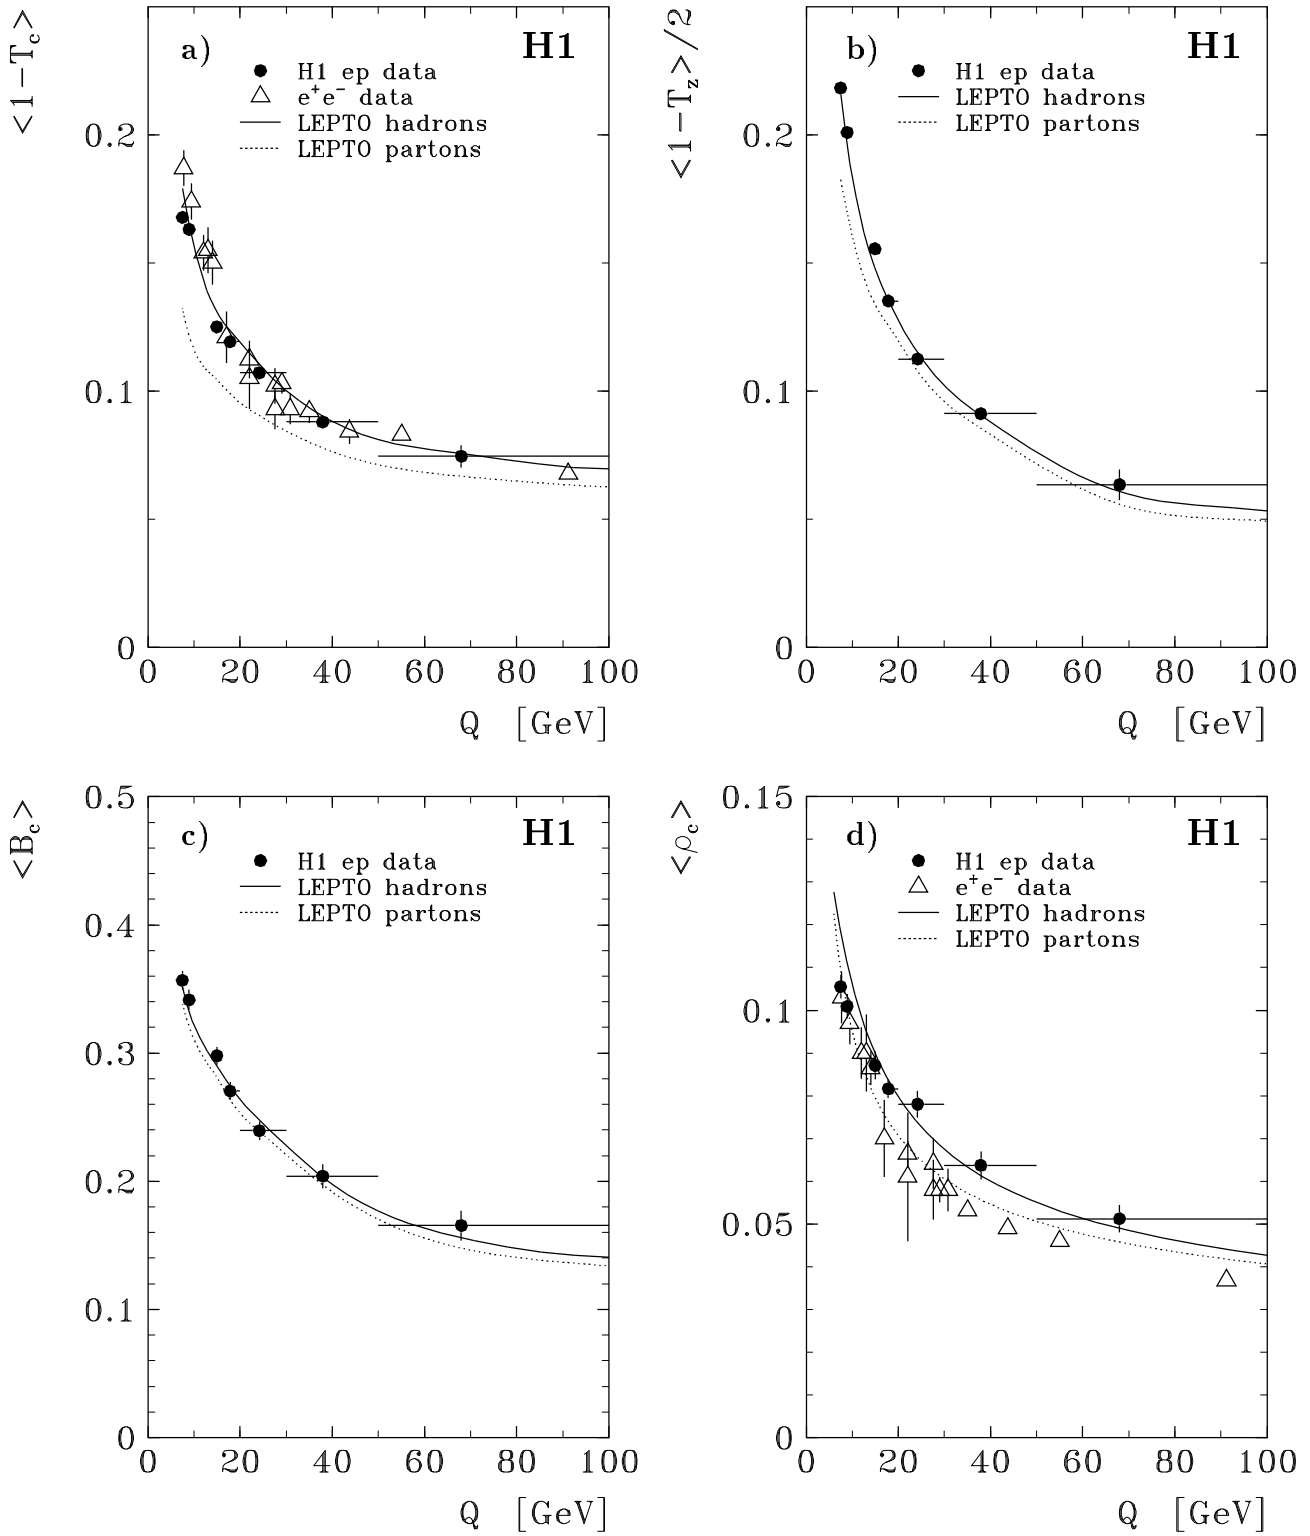 <1−T_c>
a)
H1
H1 ep data
e⁺e⁻ data
LEPTO hadrons
LEPTO partons
0.2
0.1
0
0 20 40 60 80 100
Q [GeV]
<1−T_z>/2
b)
H1
H1 ep data
LEPTO hadrons
LEPTO partons
0.2
0.1
0
0 20 40 60 80 100
Q [GeV]
<B_c>
c)
H1
H1 ep data
LEPTO hadrons
LEPTO partons
0.5
0.4
0.3
0.2
0.1
0
0 20 40 60 80 100
Q [GeV]
<ρ_c>
d)
H1
H1 ep data
e⁺e⁻ data
LEPTO hadrons
LEPTO partons
0.15
0.1
0.05
0
0 20 40 60 80 100
Q [GeV]